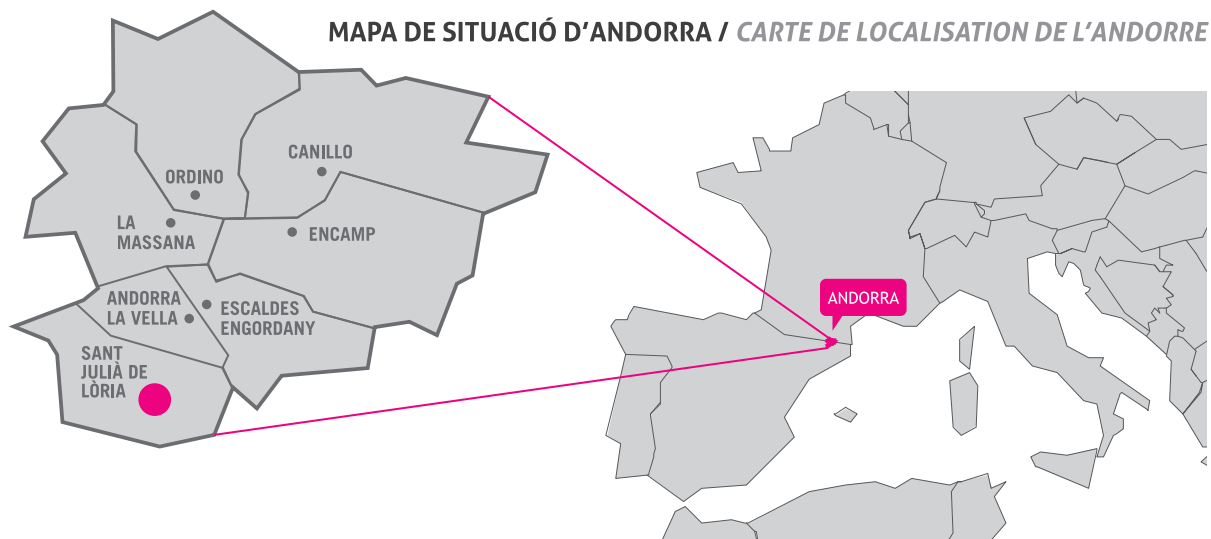 MAPA DE SITUACIÓ D'ANDORRA / CARTE DE LOCALISATION DE L'ANDORRE
CANILLO
ORDINO
LA
MASSANA
ENCAMP
ANDORRA
LA VELLA
ESCALDES
ENGORDANY
SANT
JULIÀ DE
LÒRIA
ANDORRA